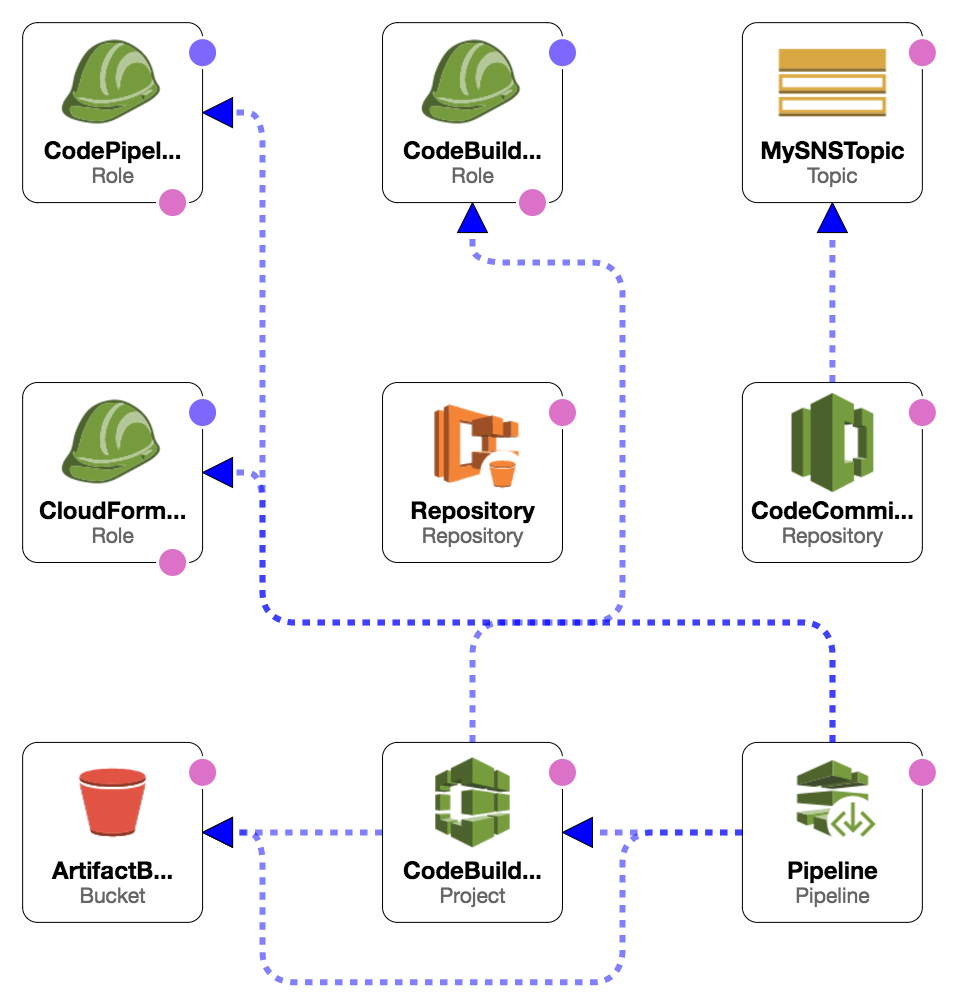 CodePipel...
Role
CodeBuild...
Role
MySNSTopic
Topic
CloudForm...
Role
Repository
Repository
CodeCommi...
Repository
ArtifactB...
Bucket
CodeBuild...
Project
Pipeline
Pipeline